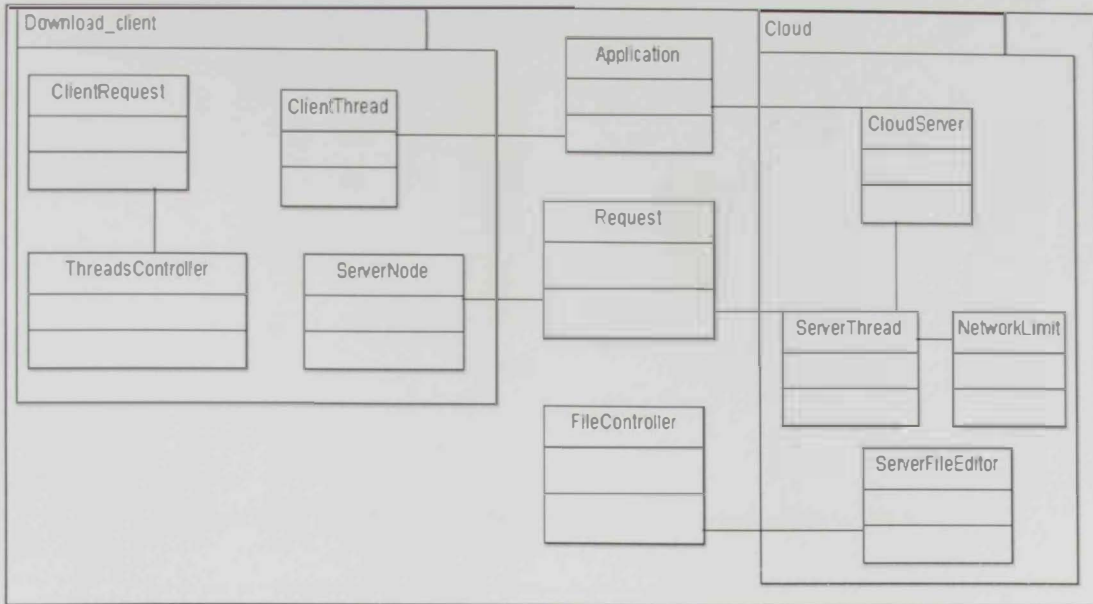 Download_client
Cloud
ClientRequest
ClientThread
Application
CloudServer
Request
ThreadsController
ServerNode
ServerThread
NetworkLimit
FileController
ServerFileEditor